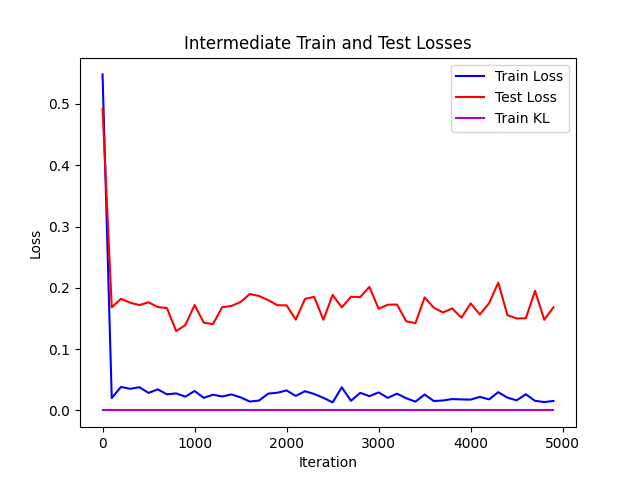 Intermediate Train and Test Losses
Train Loss
Test Loss
Train KL
Loss
0.5
0.4
0.3
0.2
0.1
0.0
0
1000
2000
3000
4000
5000
Iteration